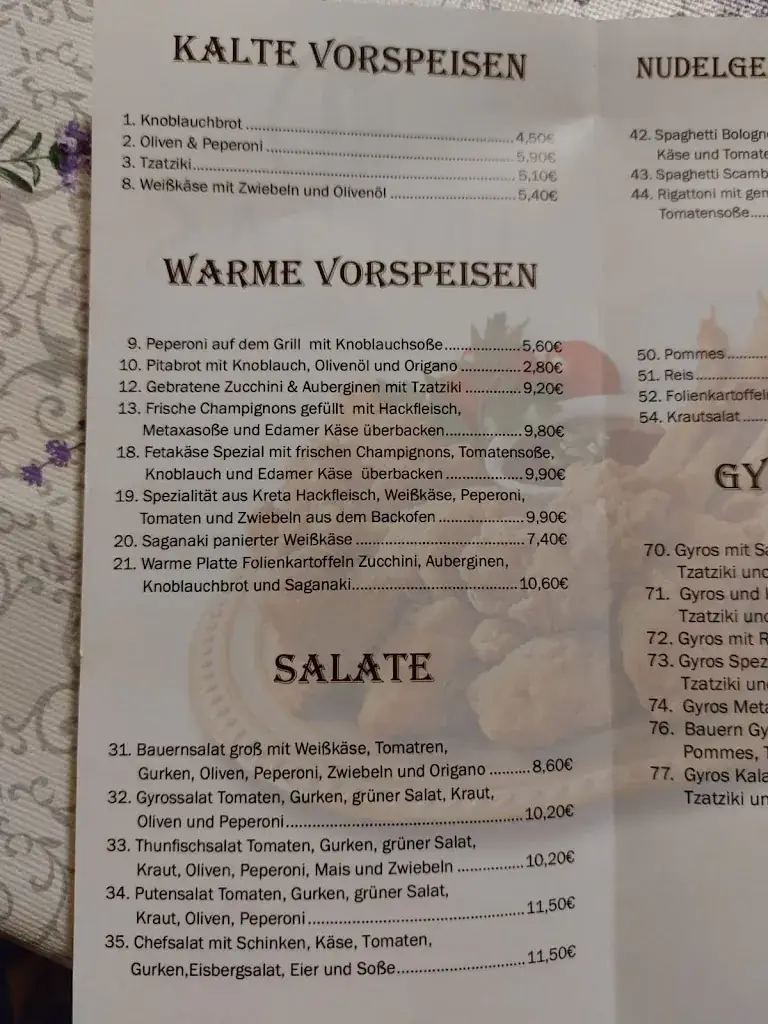 KALTE VORSPEISEN
1. Knoblauchbrot 4,50€
2. Oliven & Peperoni 5,90€
3. Tzatziki 5,10€
8. Weißkäse mit Zwiebeln und Olivenöl 5,40€
WARME VORSPEISEN
9. Peperoni auf dem Grill mit Knoblauchsoße 5,60€
10. Pitabrot mit Knoblauch, Olivenöl und Origano 2,80€
12. Gebratene Zucchini & Auberginen mit Tzatziki 9,20€
13. Frische Champignons gefüllt mit Hackfleisch,
Metaxasoße und Edamer Käse überbacken 9,80€
18. Fetakäse Spezial mit frischen Champignons, Tomatensoße,
Knoblauch und Edamer Käse überbacken 9,90€
19. Spezialität aus Kreta Hackfleisch, Weißkäse, Peperoni,
Tomaten und Zwiebeln aus dem Backofen 9,90€
20. Saganaki panierter Weißkäse 7,40€
21. Warme Platte Folienkartoffeln Zucchini, Auberginen,
Knoblauchbrot und Saganaki 10,60€
SALATE
31. Bauernsalat groß mit Weißkäse, Tomatren,
Gurken, Oliven, Peperoni, Zwiebeln und Origano 8,60€
32. Gyrossalat Tomaten, Gurken, grüner Salat, Kraut,
Oliven und Peperoni 10,20€
33. Thunfischsalat Tomaten, Gurken, grüner Salat,
Kraut, Oliven, Peperoni, Mais und Zwiebeln 10,20€
34. Putensalat Tomaten, Gurken, grüner Salat,
Kraut, Oliven, Peperoni 11,50€
35. Chefsalat mit Schinken, Käse, Tomaten,
Gurken,Eisbergsalat, Eier und Soße 11,50€
NUDELGE
42. Spaghetti Bologn
Käse und Tomate
43. Spaghetti Scamb
44. Rigattoni mit gem
Tomatensoße
50. Pommes
51. Reis
52. Folienkartoffel
54. Krautsalat
GY
70. Gyros mit Sa
Tzatziki und
71. Gyros und
Tzatziki und
72. Gyros mit R
73. Gyros Spez
Tzatziki un
74. Gyros Meta
76. Bauern Gy
Pommes, T
77. Gyros Kala
Tzatziki un